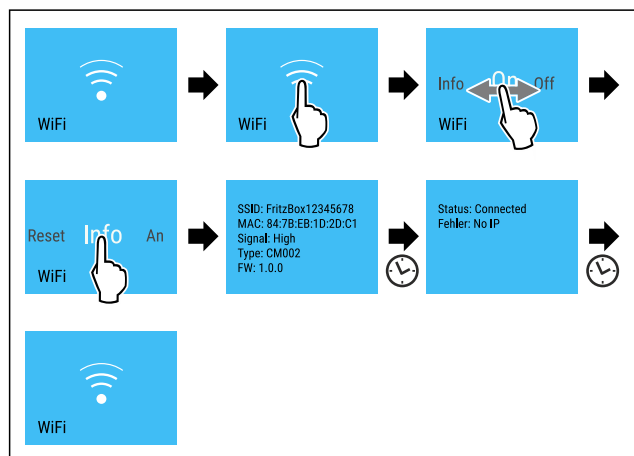 WiFi
WiFi
Info On Off
WiFi
Reset Info An
WiFi
SSID: FritzBox12345678
MAC: 84:7B:EB:1D:2D:C1
Signal: High
Type: CM002
FW: 1.0.0
Status: Connected
Fehler: No IP
WiFi